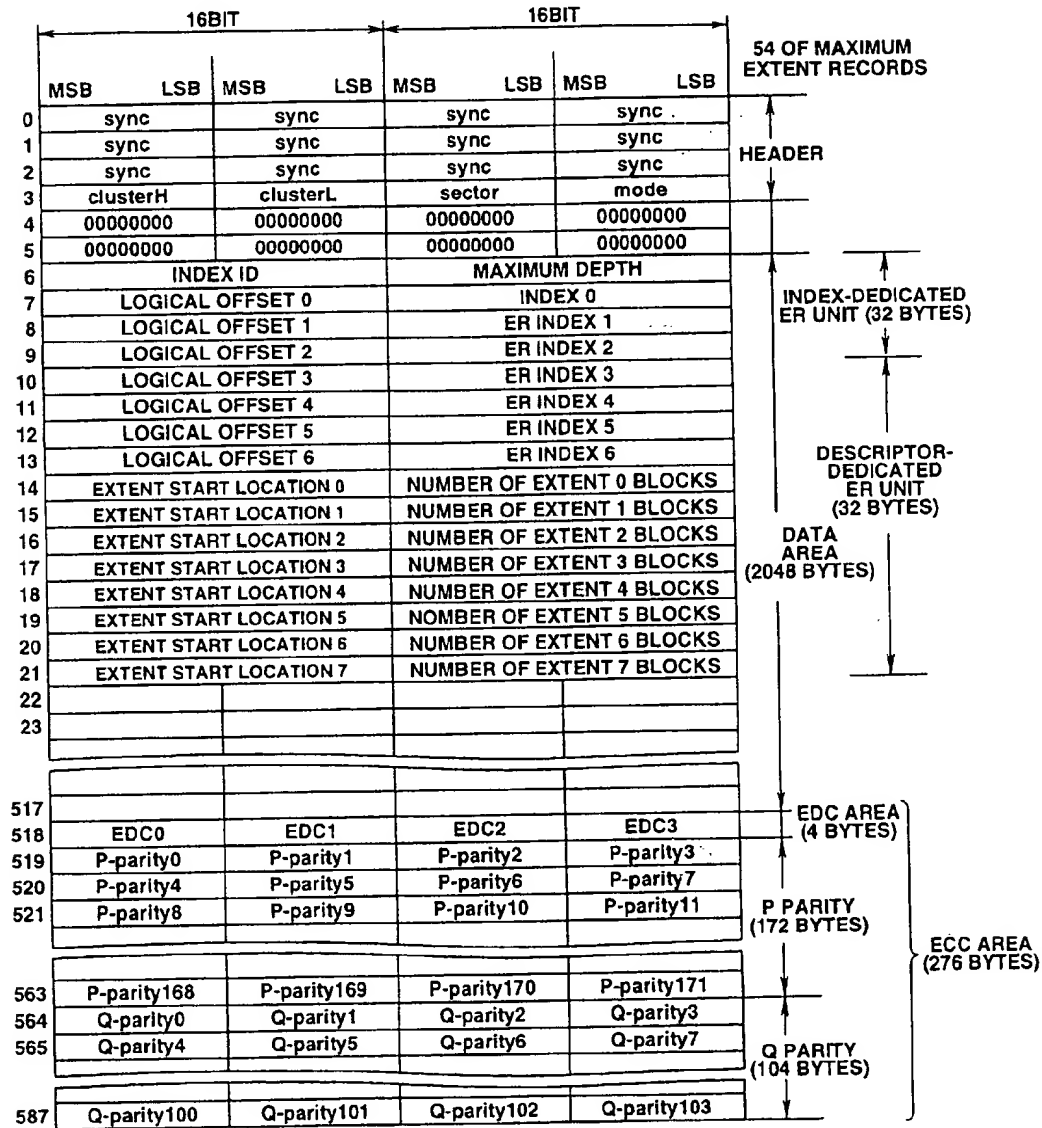 16BIT 16BIT
54 OF MAXIMUM
EXTENT RECORDS
MSB LSB MSB LSB MSB LSB MSB LSB
0 sync sync sync sync
1 sync sync sync sync
2 sync sync sync sync
HEADER
3 clusterH clusterL sector mode
4 00000000 00000000 00000000 00000000
5 00000000 00000000 00000000 00000000
6 INDEX ID MAXIMUM DEPTH
7 LOGICAL OFFSET 0 INDEX 0
8 LOGICAL OFFSET 1 ER INDEX 1
9 LOGICAL OFFSET 2 ER INDEX 2
10 LOGICAL OFFSET 3 ER INDEX 3
11 LOGICAL OFFSET 4 ER INDEX 4
12 LOGICAL OFFSET 5 ER INDEX 5
13 LOGICAL OFFSET 6 ER INDEX 6
INDEX-DEDICATED
ER UNIT (32 BYTES)
14 EXTENT START LOCATION 0 NUMBER OF EXTENT 0 BLOCKS
15 EXTENT START LOCATION 1 NUMBER OF EXTENT 1 BLOCKS
16 EXTENT START LOCATION 2 NUMBER OF EXTENT 2 BLOCKS
17 EXTENT START LOCATION 3 NUMBER OF EXTENT 3 BLOCKS
18 EXTENT START LOCATION 4 NUMBER OF EXTENT 4 BLOCKS
19 EXTENT START LOCATION 5 NOMBER OF EXTENT 5 BLOCKS
20 EXTENT START LOCATION 6 NUMBER OF EXTENT 6 BLOCKS
21 EXTENT START LOCATION 7 NUMBER OF EXTENT 7 BLOCKS
DESCRIPTOR-
DEDICATED
ER UNIT
(32 BYTES)
DATA
AREA
(2048 BYTES)
22
23
517
518 EDC0 EDC1 EDC2 EDC3
EDC AREA
(4 BYTES)
519 P-parity0 P-parity1 P-parity2 P-parity3
520 P-parity4 P-parity5 P-parity6 P-parity7
521 P-parity8 P-parity9 P-parity10 P-parity11
P PARITY
(172 BYTES)
ECC AREA
(276 BYTES)
563 P-parity168 P-parity169 P-parity170 P-parity171
564 Q-parity0 Q-parity1 Q-parity2 Q-parity3
565 Q-parity4 Q-parity5 Q-parity6 Q-parity7
Q PARITY
(104 BYTES)
587 Q-parity100 Q-parity101 Q-parity102 Q-parity103